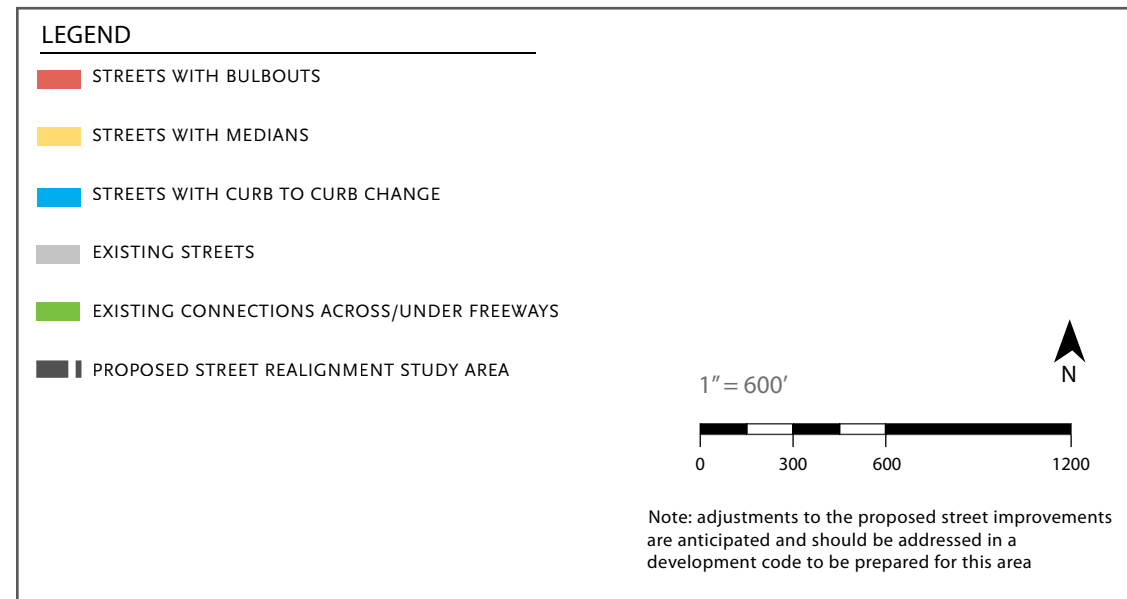 LEGEND
STREETS WITH BULBOUTS
STREETS WITH MEDIANS
STREETS WITH CURB TO CURB CHANGE
EXISTING STREETS
EXISTING CONNECTIONS ACROSS/UNDER FREEWAYS
PROPOSED STREET REALIGNMENT STUDY AREA
N
1” = 600’
0 300 600 1200
Note: adjustments to the proposed street improvements
are anticipated and should be addressed in a
development code to be prepared for this area